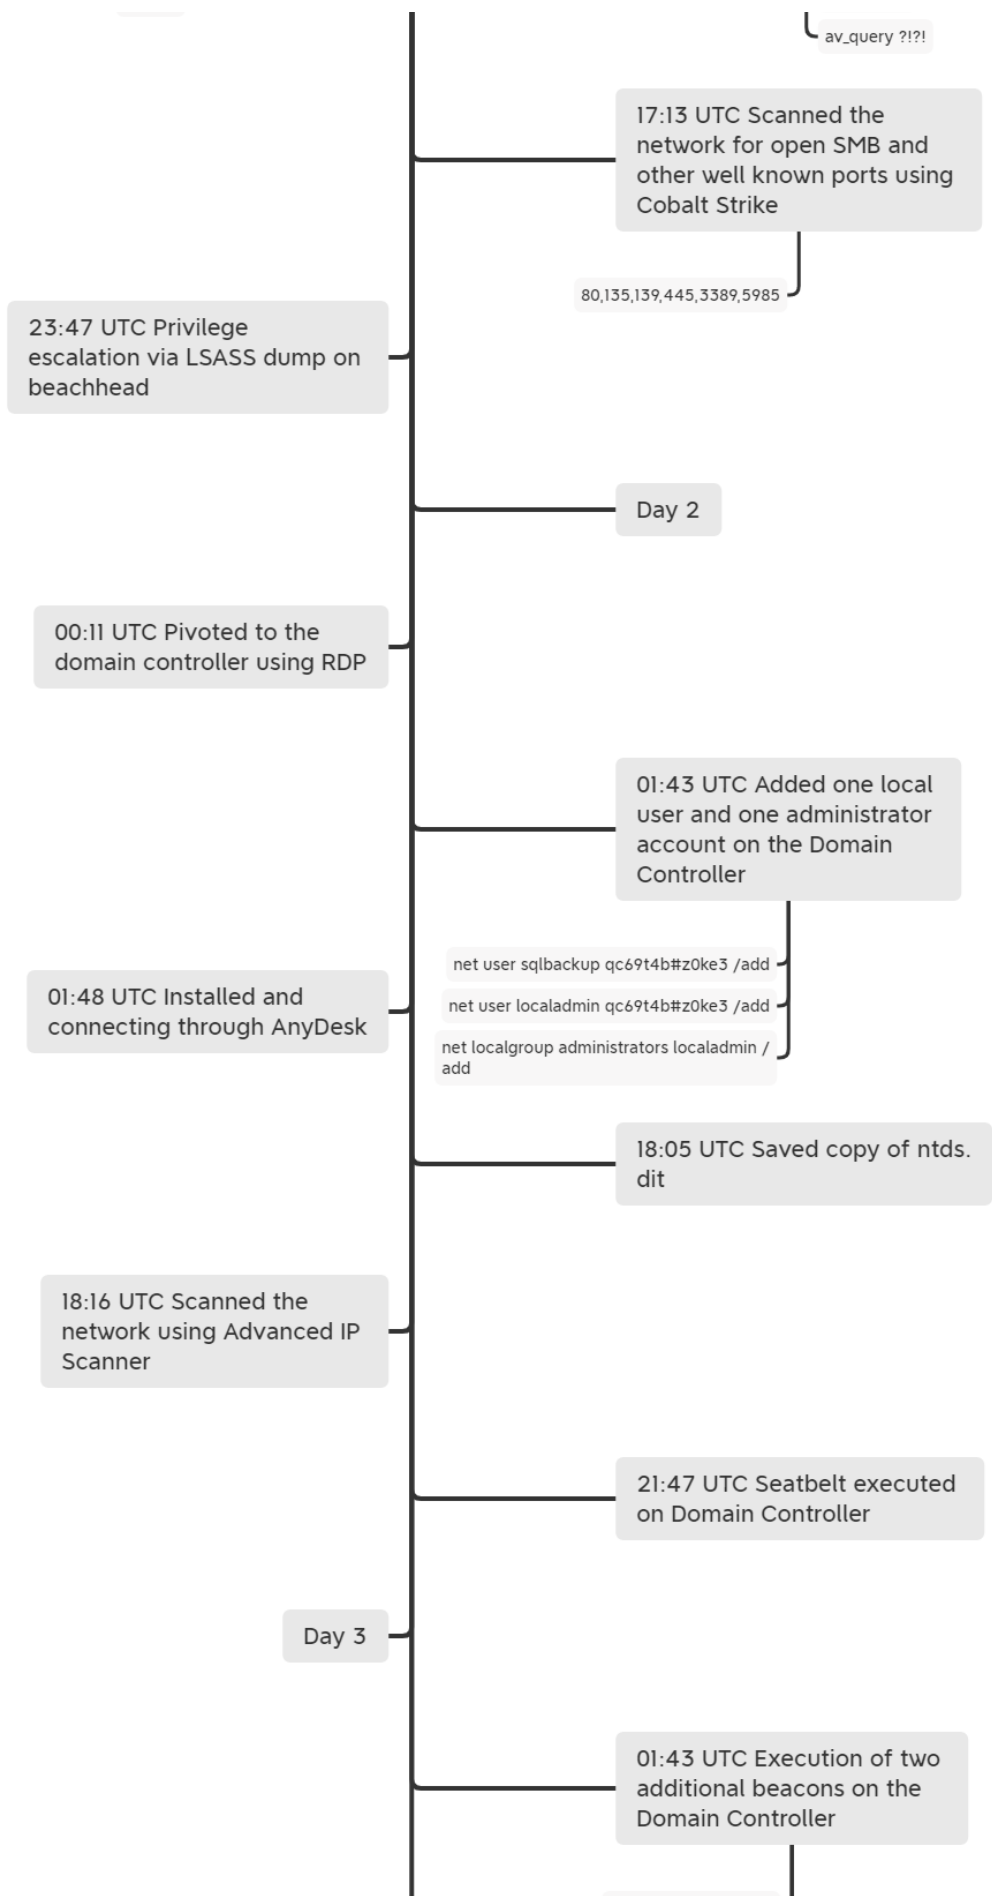 av_query ?!?!
17:13 UTC Scanned the
network for open SMB and
other well known ports using
Cobalt Strike
80,135,139,445,3389,5985
23:47 UTC Privilege
escalation via LSASS dump on
beachhead
Day 2
00:11 UTC Pivoted to the
domain controller using RDP
01:43 UTC Added one local
user and one administrator
account on the Domain
Controller
net user sqlbackup qc69t4b#z0ke3 /add
net user localadmin qc69t4b#z0ke3 /add
net localgroup administrators localadmin /
add
01:48 UTC Installed and
connecting through AnyDesk
18:05 UTC Saved copy of ntds.
dit
18:16 UTC Scanned the
network using Advanced IP
Scanner
21:47 UTC Seatbelt executed
on Domain Controller
Day 3
01:43 UTC Execution of two
additional beacons on the
Domain Controller